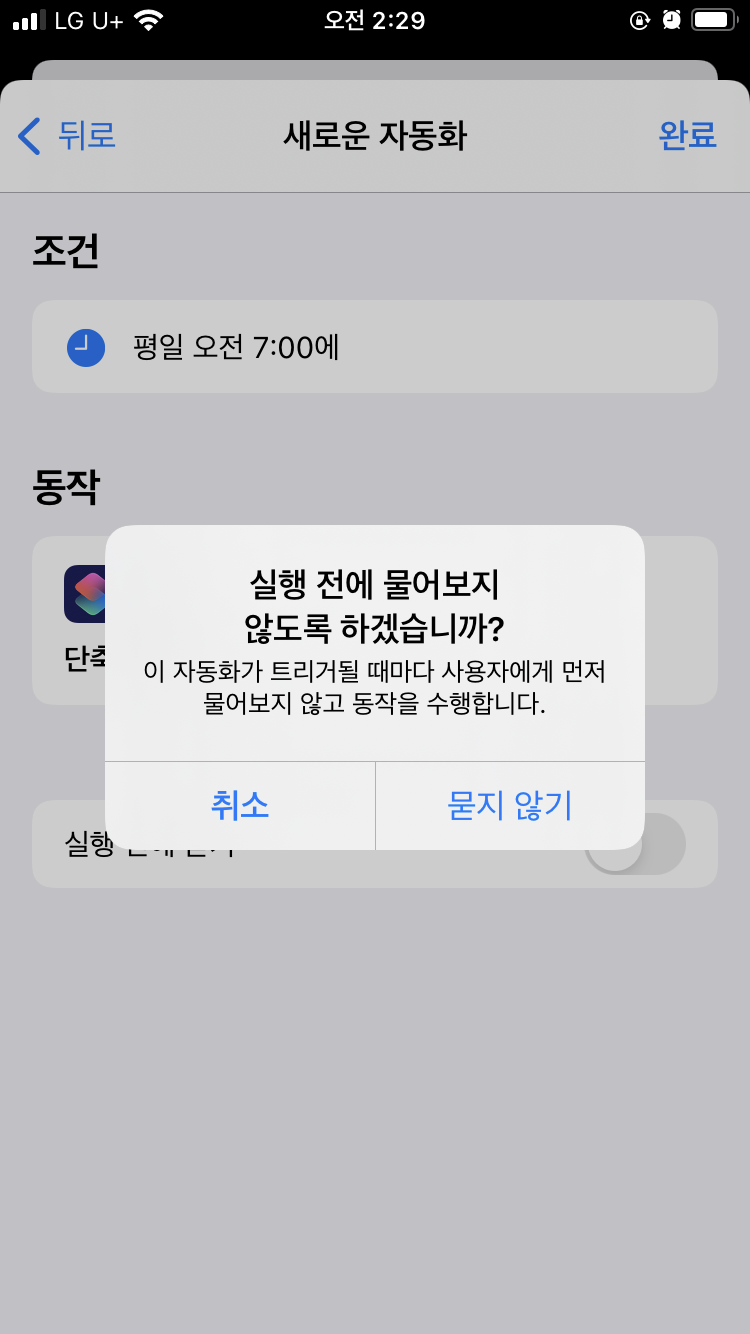 LG U+ 오전 2:29
뒤로 새로운 자동화 완료
조건
평일 오전 7:00에
동작
실행 전에 물어보지
않도록 하겠습니까?
단축
이 자동화가 트리거될 때마다 사용자에게 먼저
물어보지 않고 동작을 수행합니다.
취소 묻지 않기
실행